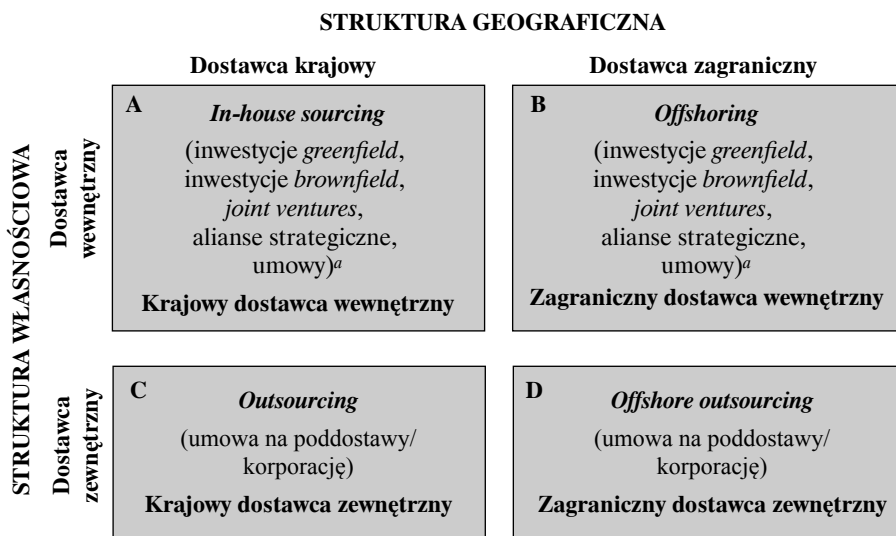 STRUKTURA GEOGRAFICZNA
Dostawca krajowy
Dostawca zagraniczny
STRUKTURA WŁASNOŚCIOWA
Dostawca
wewnętrzny
A
In-house sourcing
(inwestycje greenfield,
inwestycje brownfield,
joint ventures,
alianse strategiczne,
umowy)a
Krajowy dostawca wewnętrzny
B
Offshoring
(inwestycje greenfield,
inwestycje brownfield,
joint ventures,
alianse strategiczne,
umowy)a
Zagraniczny dostawca wewnętrzny
Dostawca
zewnętrzny
C
Outsourcing
(umowa na poddostawy/
korporację)
Krajowy dostawca zewnętrzny
D
Offshore outsourcing
(umowa na poddostawy/
korporację)
Zagraniczny dostawca zewnętrzny